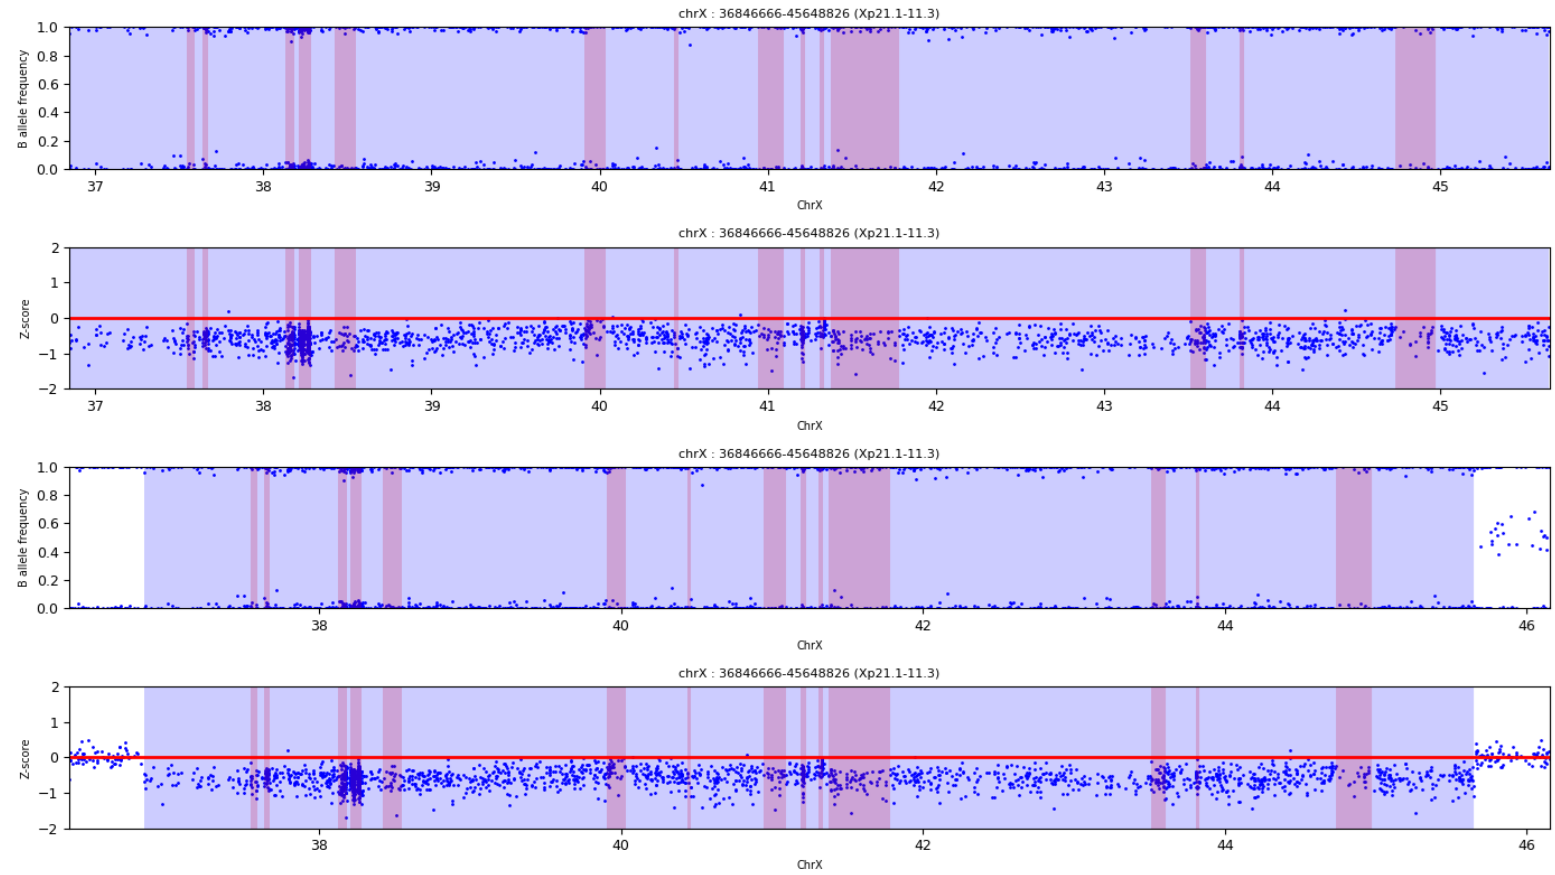 chrX : 36846666-45648826 (Xp21.1-11.3)
B allele frequency
1.0
0.8
0.6
0.4
0.2
0.0
37 38 39 40 41 42 43 44 45
ChrX
chrX : 36846666-45648826 (Xp21.1-11.3)
Z-score
2
1
0
−1
−2
37 38 39 40 41 42 43 44 45
ChrX
chrX : 36846666-45648826 (Xp21.1-11.3)
B allele frequency
1.0
0.8
0.6
0.4
0.2
0.0
38 40 42 44 46
ChrX
chrX : 36846666-45648826 (Xp21.1-11.3)
Z-score
2
1
0
−1
−2
38 40 42 44 46
ChrX